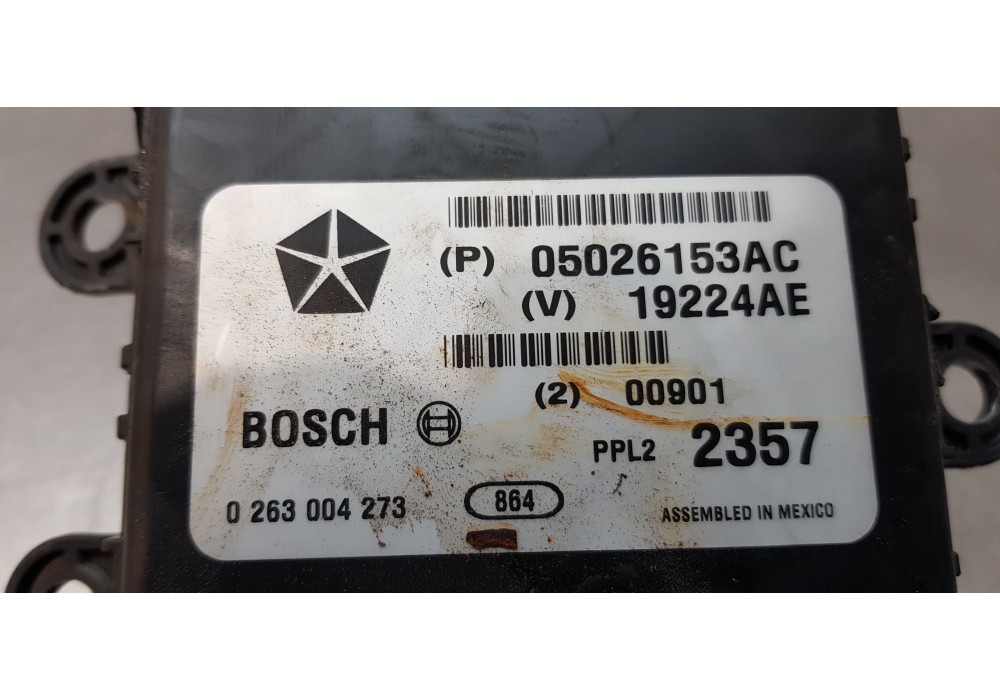 (P) 05026153AC
(V) 19224AE
(2) 00901
BOSCH
PPL2 2357
0 263 004 273
864
ASSEMBLED IN MEXICO